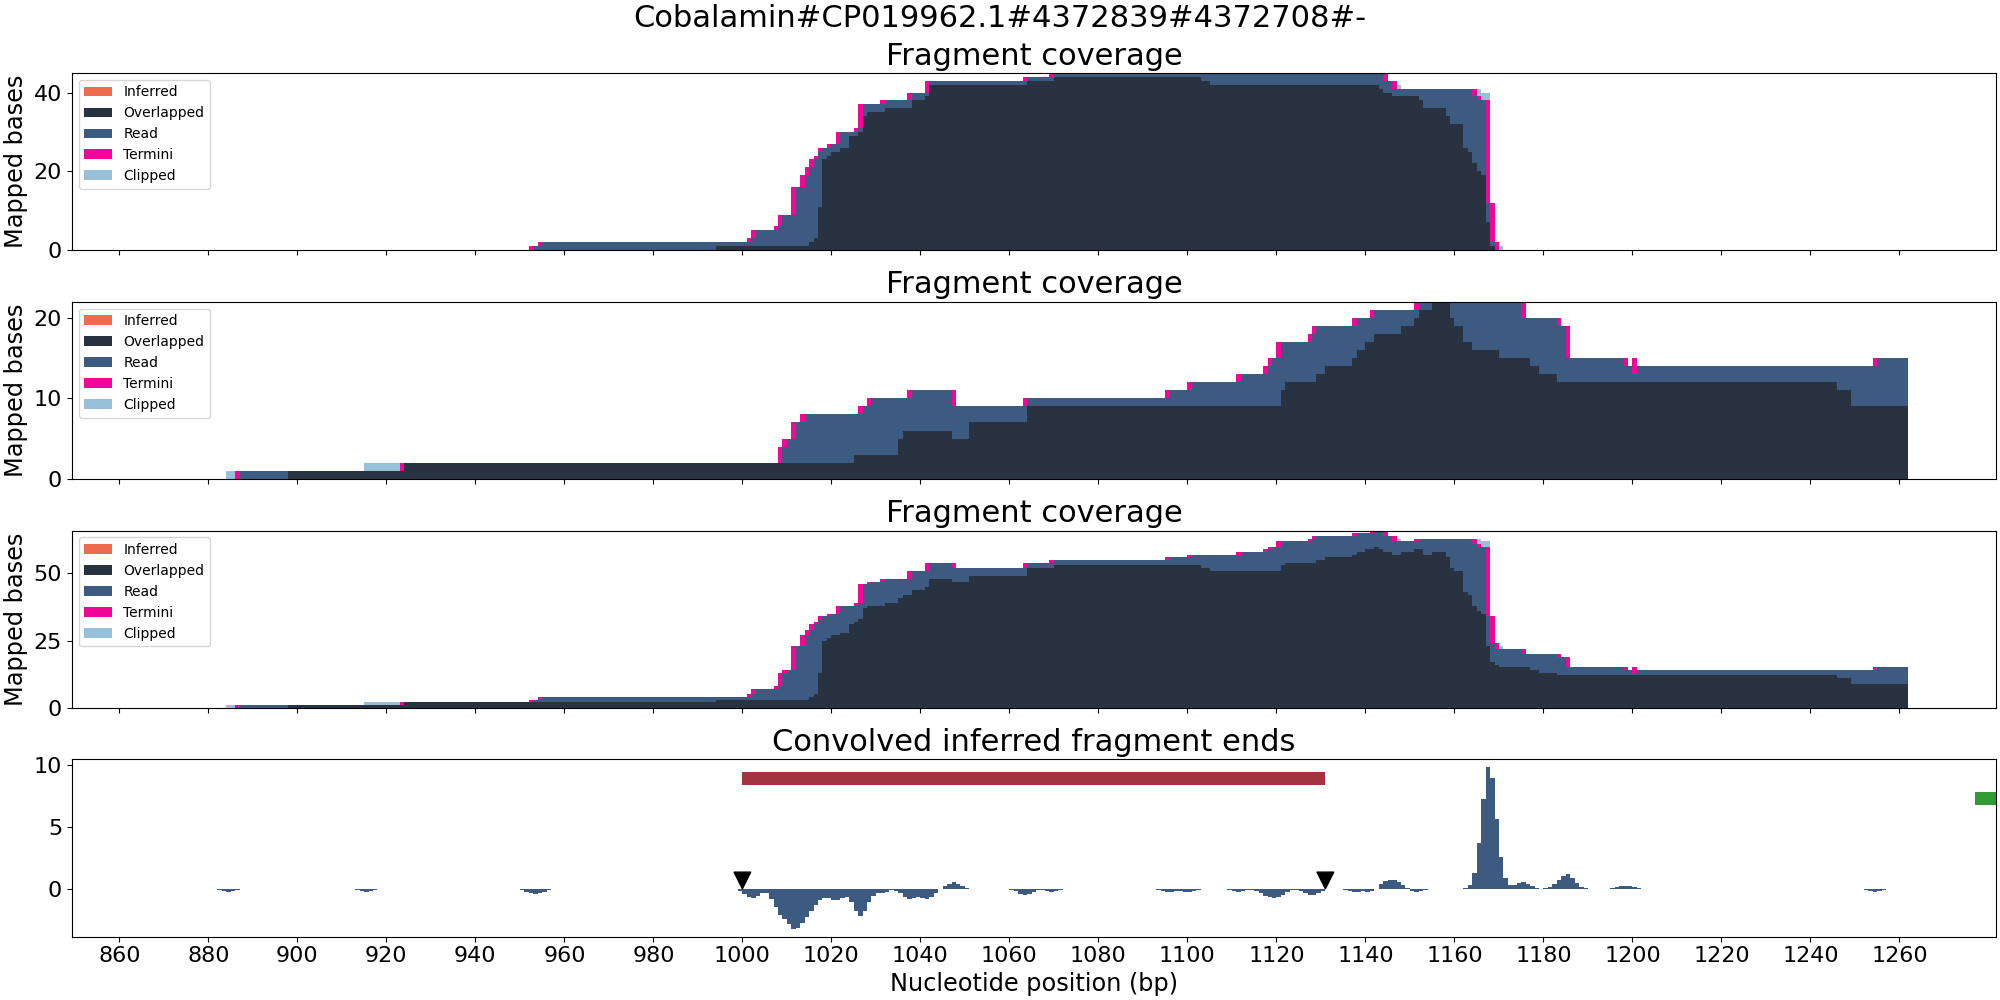 Cobalamin#CP019962.1#4372839#4372708#-
Fragment coverage
Mapped bases
40
20
0
Inferred
Overlapped
Read
Termini
Clipped
Fragment coverage
Mapped bases
20
10
0
Inferred
Overlapped
Read
Termini
Clipped
Fragment coverage
Mapped bases
50
25
0
Inferred
Overlapped
Read
Termini
Clipped
Convolved inferred fragment ends
10
5
0
860 880 900 920 940 960 980 1000 1020 1040 1060 1080 1100 1120 1140 1160 1180 1200 1220 1240 1260
Nucleotide position (bp)